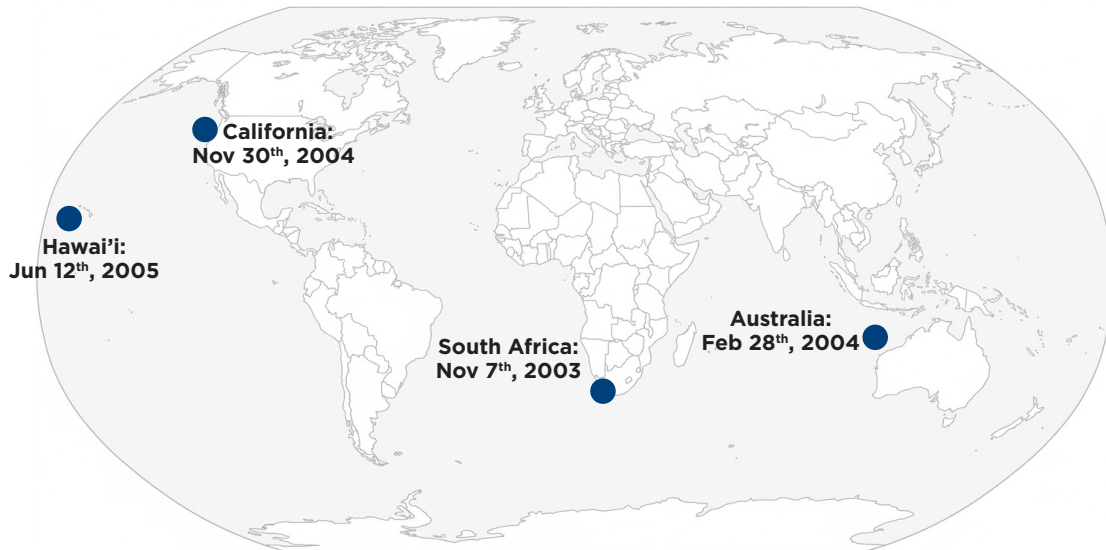 California:
Nov 30th, 2004
Hawai'i:
Jun 12th, 2005
Australia:
Feb 28th, 2004
South Africa:
Nov 7th, 2003